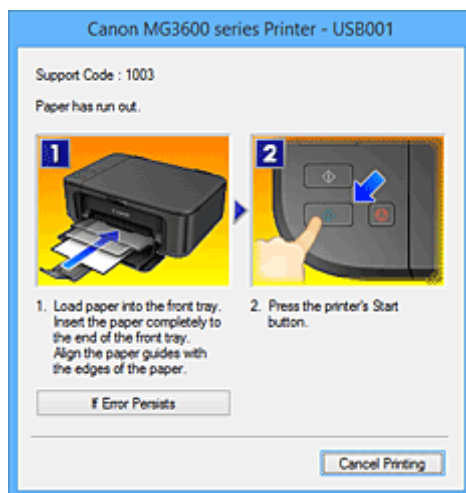 Canon MG3600 series Printer - USB001
Support Code : 1003
Paper has run out.
1
2
1. Load paper into the front tray.
Insert the paper completely to
the end of the front tray.
Align the paper guides with
the edges of the paper.
2. Press the printer's Start
button.
If Error Persists
Cancel Printing